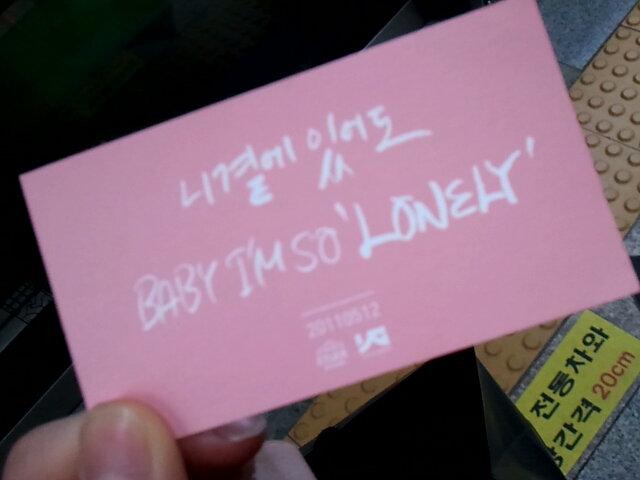 니곁에 있어도
BABY I'M SO 'LONELY'
20110512
YG
전동차와
간격 20cm